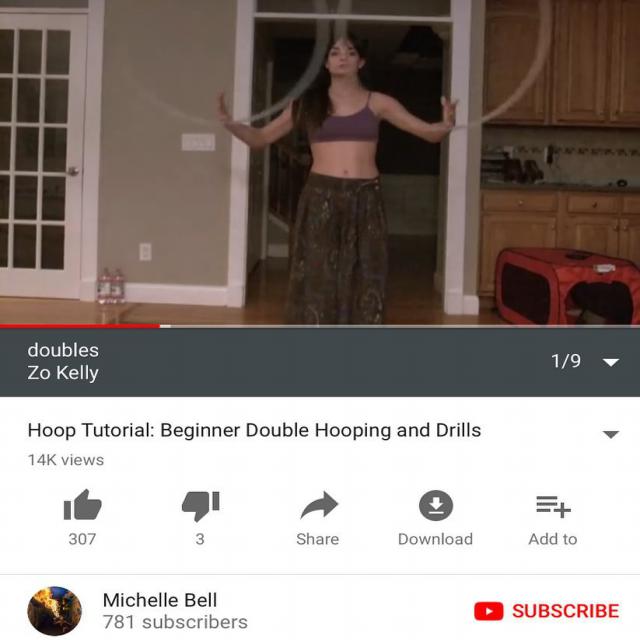 doubles
Zo Kelly
1/9
Hoop Tutorial: Beginner Double Hooping and Drills
14K views
307
3
Share
Download
Add to
Michelle Bell
781 subscribers
SUBSCRIBE